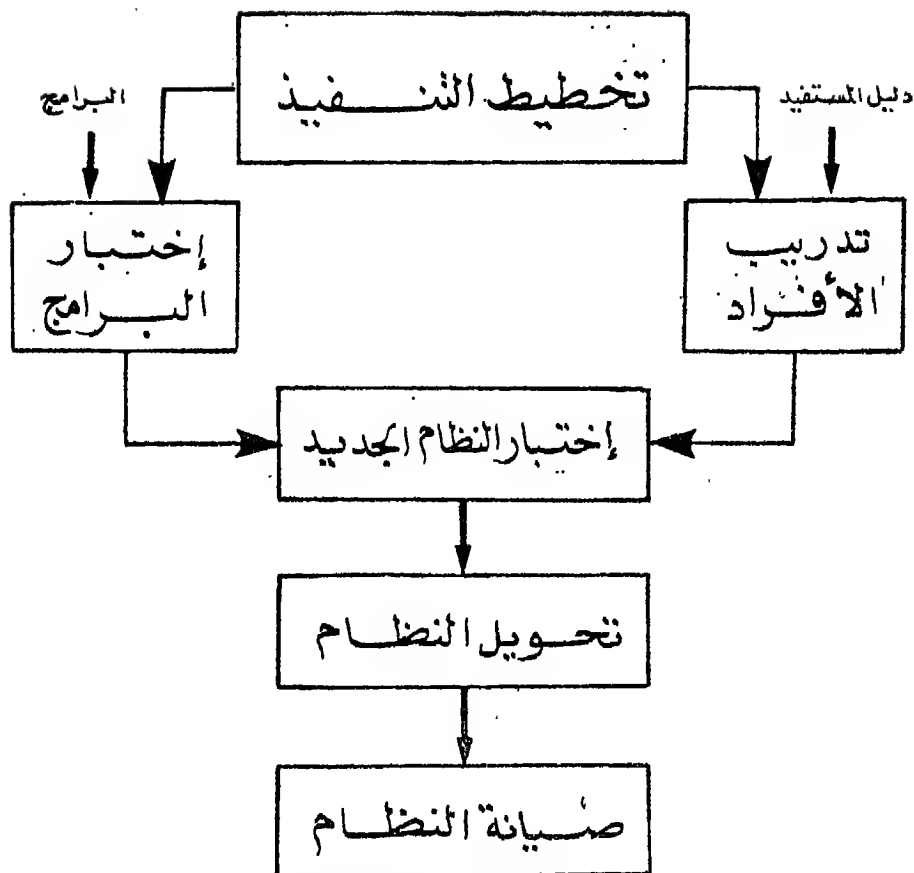 تخطيط التنفيذ
دليل المستفيد
البرامج
تدريب
الأفراد
إختبار
البرامج
إختبار النظام الجديد
تحويل النظام
صيانة النظام